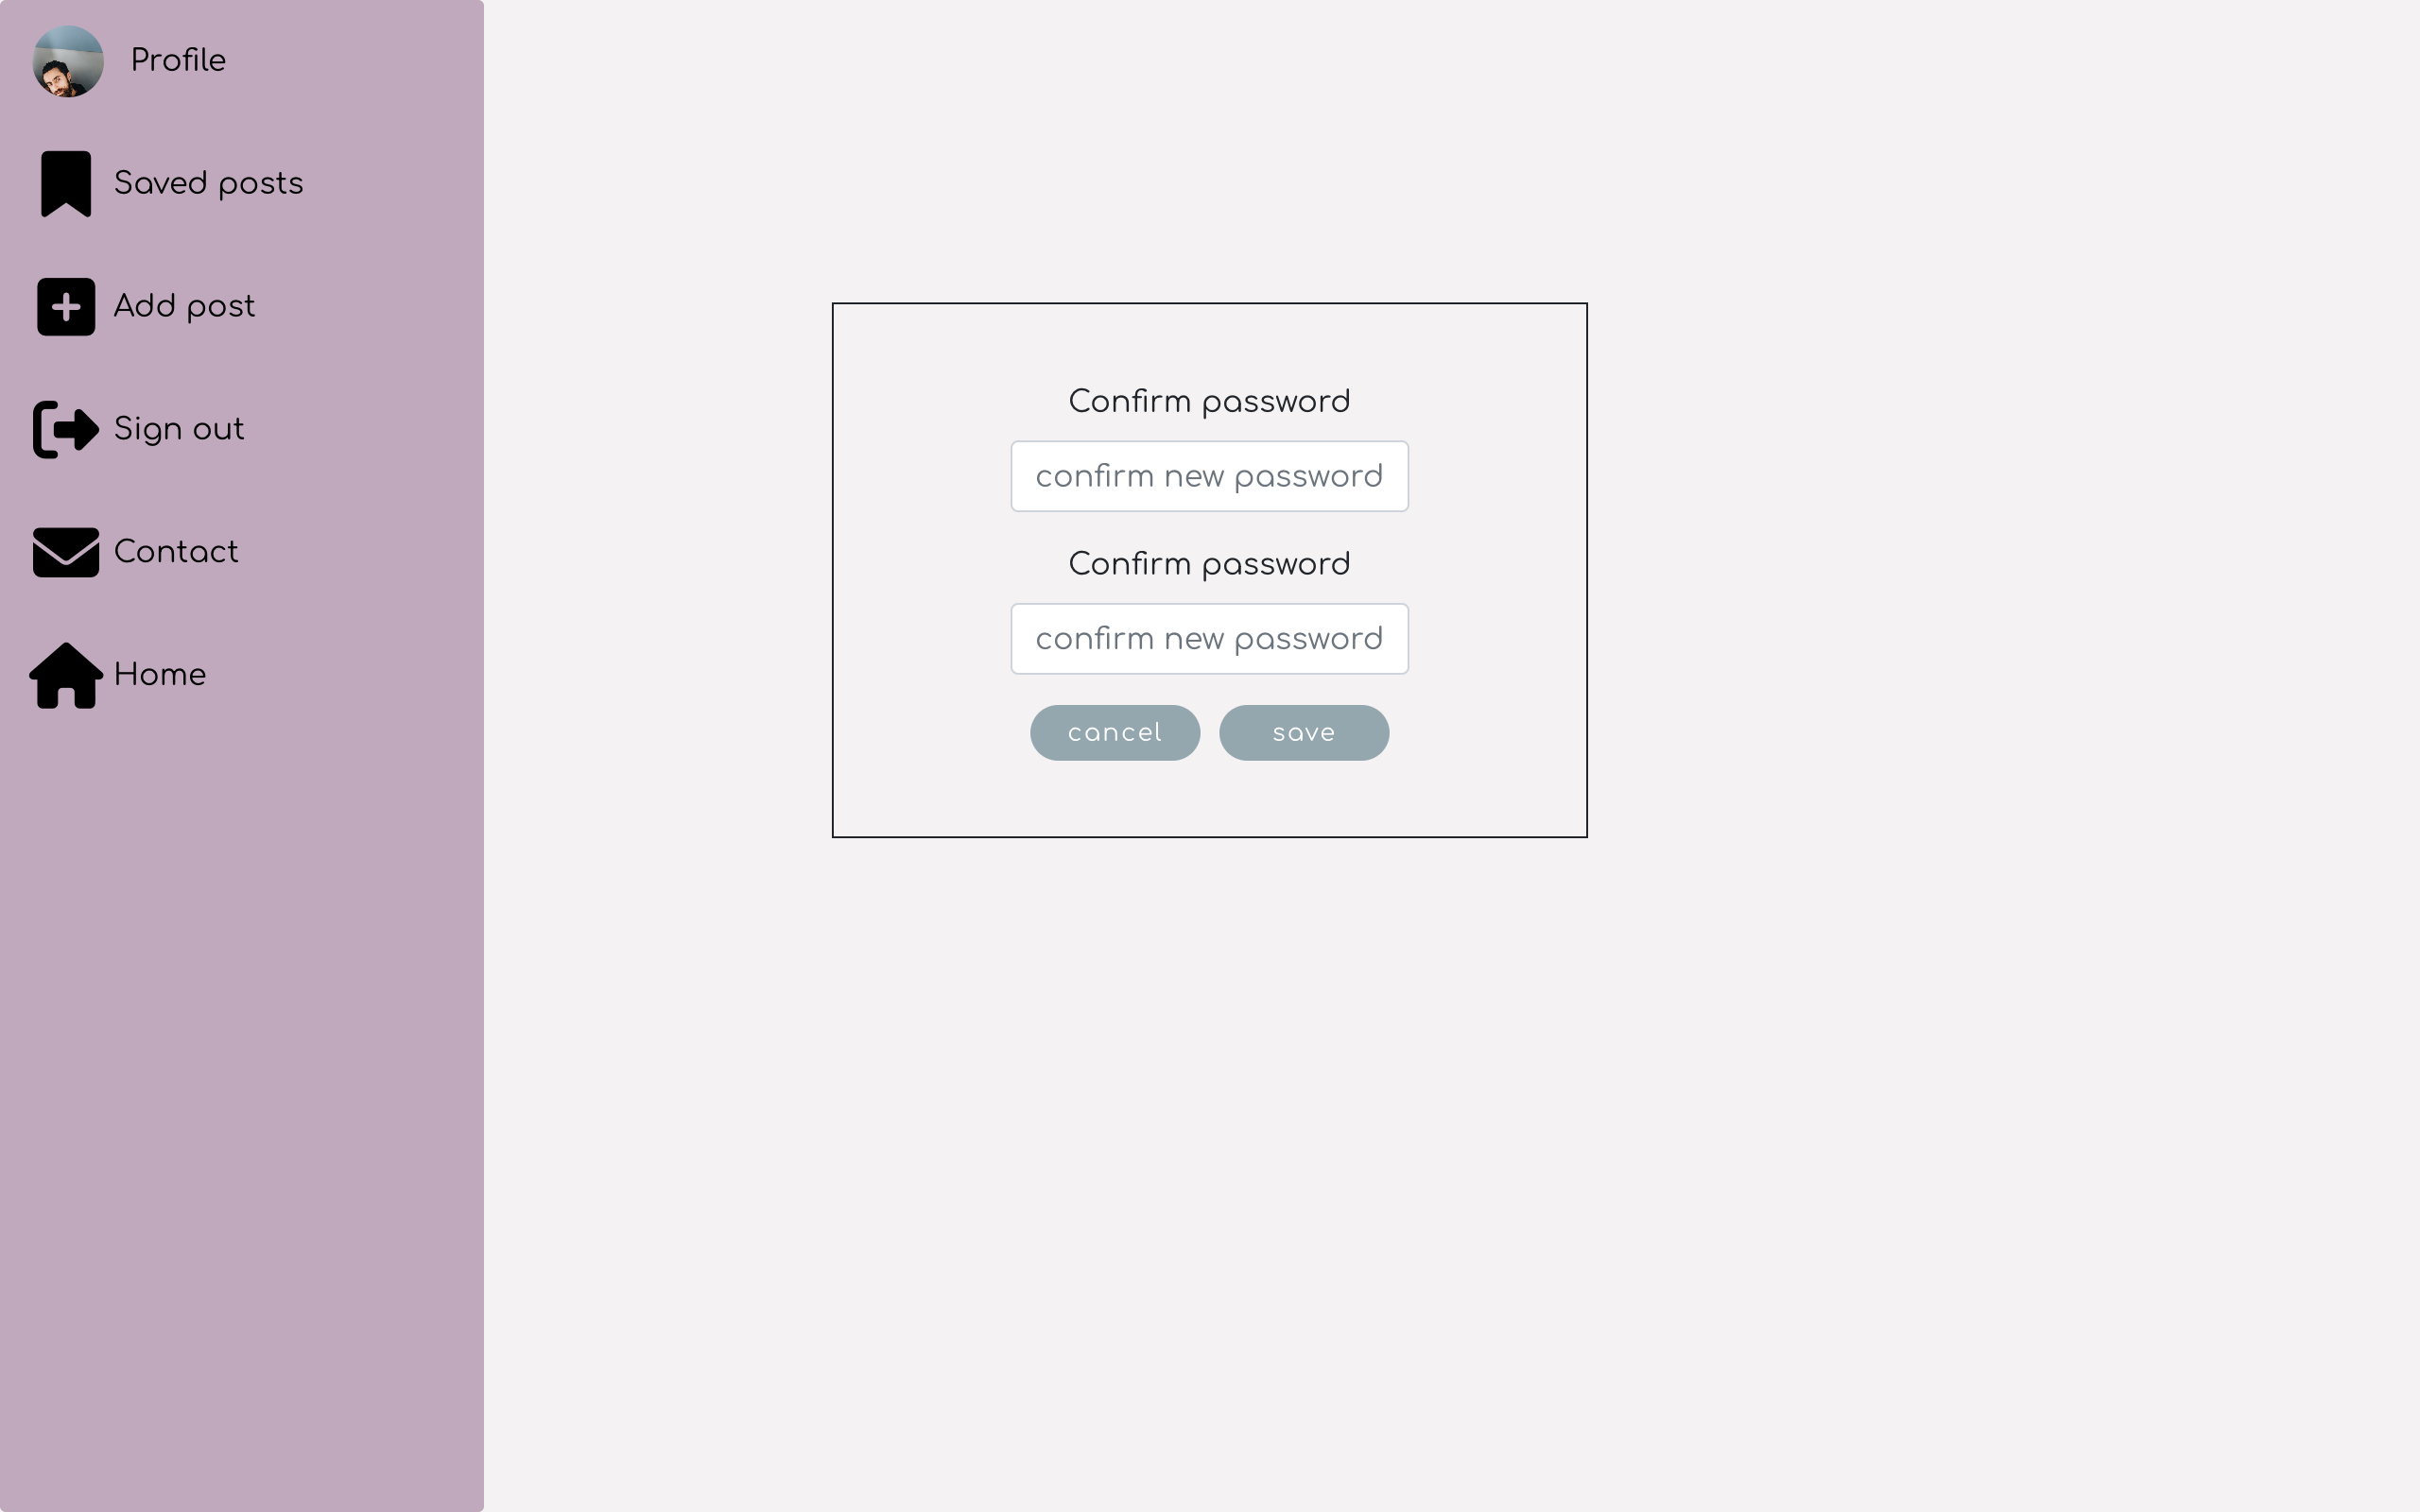 Profile
Saved posts
Add post
Sign out
Contact
Home
Confirm password
confirm new password
Confirm password
confirm new password
cancel
save